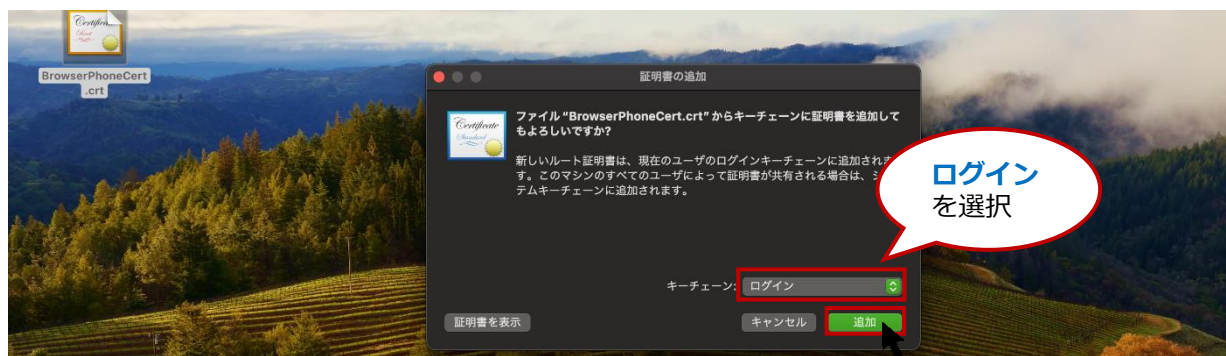 Certifica
Root
BrowserPhoneCert
.crt
証明書の追加
Certificate
Standard
ファイル “BrowserPhoneCert.crt” からキーチェーンに証明書を追加して
もよろしいですか?
新しいルート証明書は、現在のユーザのログインキーチェーンに追加されま
す。このマシンのすべてのユーザによって証明書が共有される場合は、シ
テムキーチェーンに追加されます。
ログイン
を選択
キーチェーン: ログイン
証明書を表示
キャンセル
追加